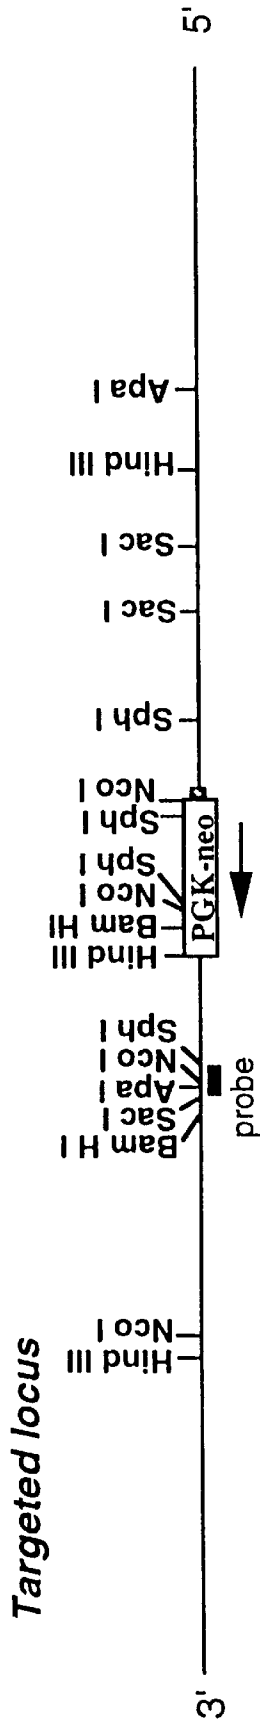 Targeted locus
3'
Hind III
Nco I
Bam H I
Sac I
Apa I
Nco I
Sph I
probe
Hind III
Bam HI
Nco I
Sph I
Sph I
Nco I
PGK-neo
Sph I
Sac I
Sac I
Hind III
Apa I
5'